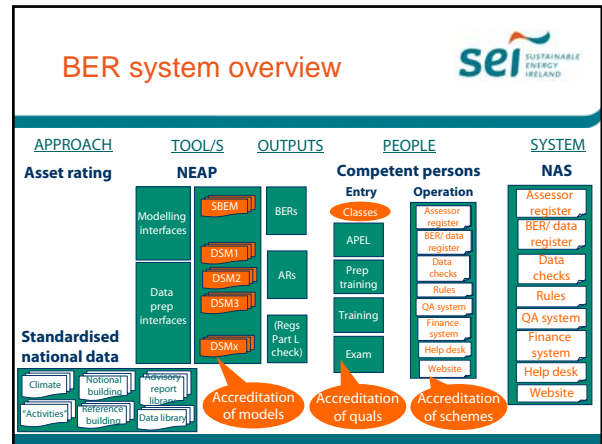 BER system overview
sei SUSTAINABLE
ENERGY
IRELAND
APPROACH
TOOL/S
OUTPUTS
PEOPLE
SYSTEM
Asset rating
NEAP
Competent persons
NAS
Entry
Operation
Modelling
interfaces
Data
prep
interfaces
SBEM
DSM1
DSM2
DSM3
DSMx
BERs
ARs
(Regs
Part L
check)
Classes
APEL
Prep
training
Training
Exam
Assessor
register
BER/ data
register
Data
checks
Rules
QA system
Finance
system
Help desk
Website
Assessor
register
BER/ data
register
Data
checks
Rules
QA system
Finance
system
Help desk
Website
Standardised
national data
Climate
Notional
building
Advisory
report
library
"Activities"
Reference
building
Data library
Accreditation
of models
Accreditation
of quals
Accreditation
of schemes